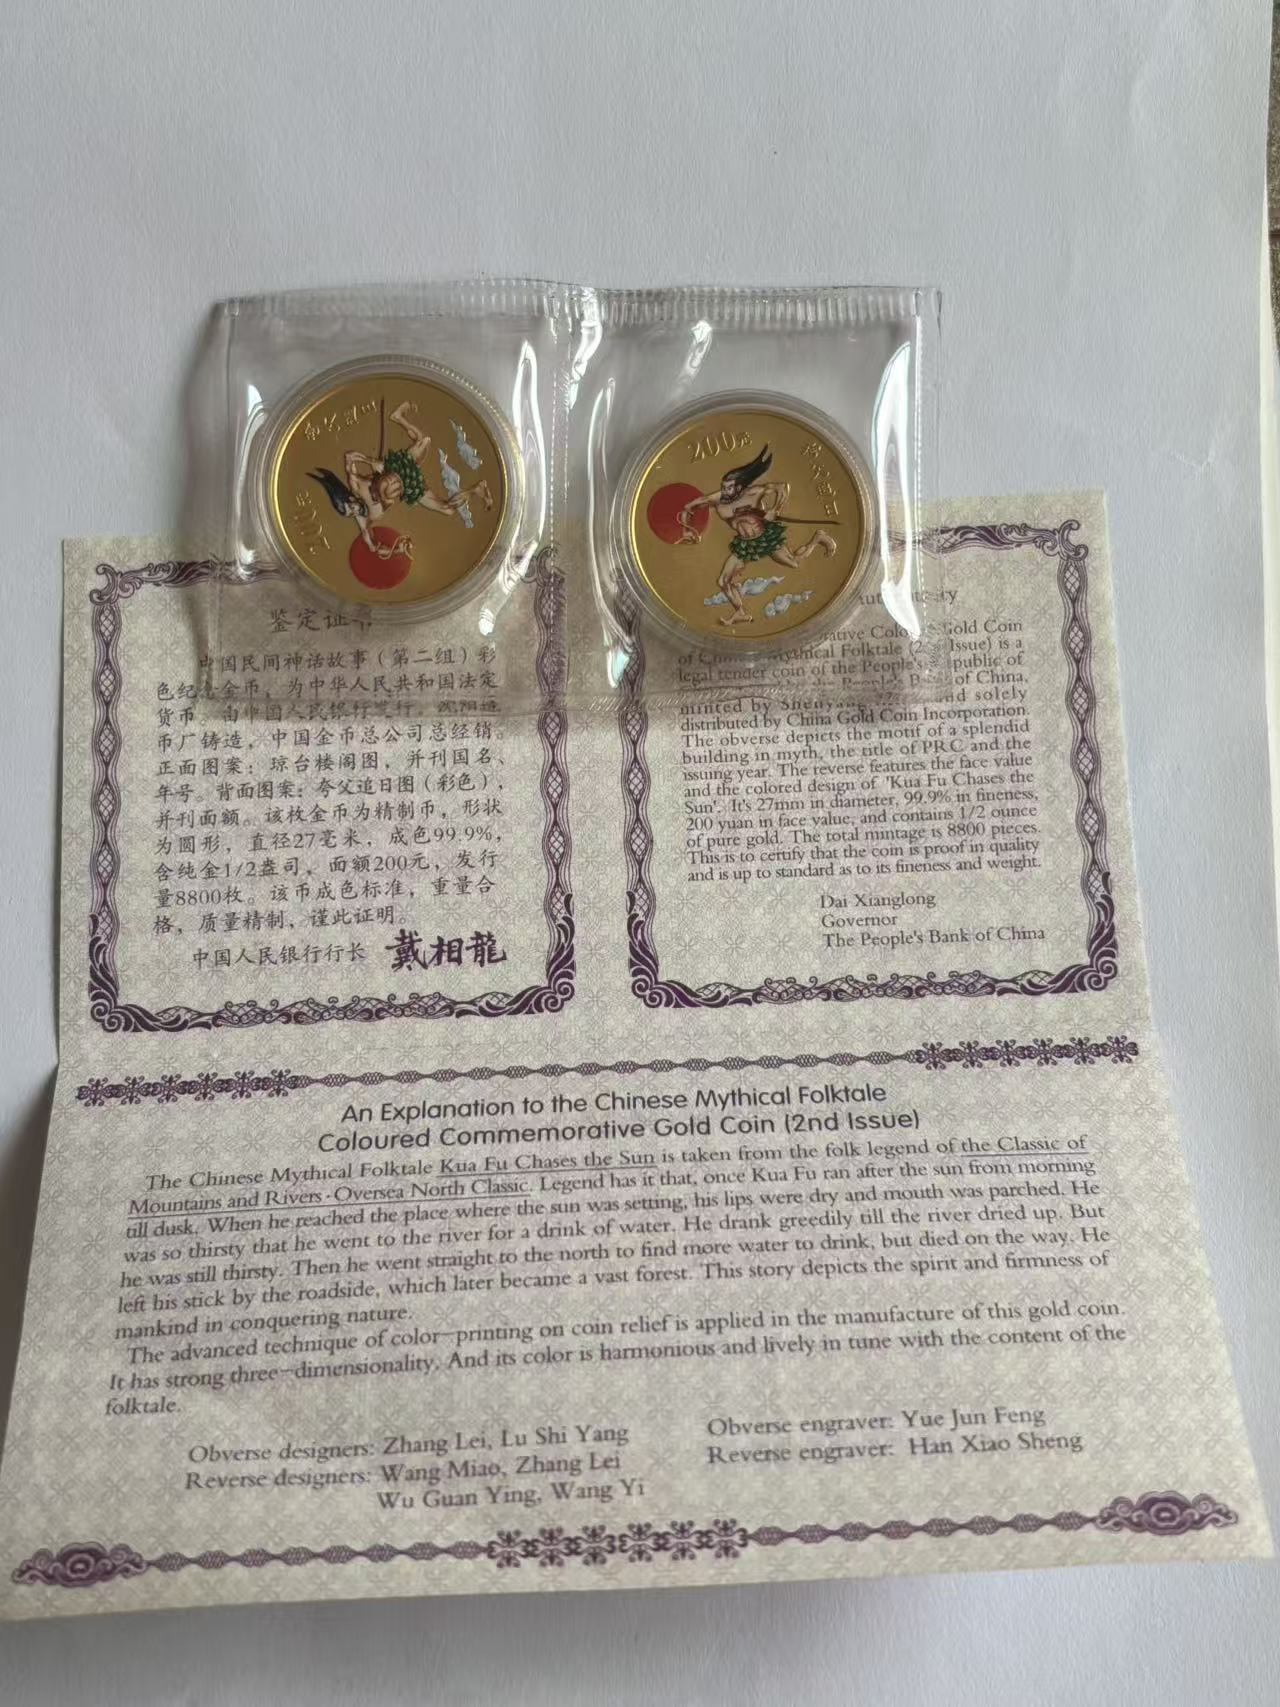 夸父追日
200元
200元
夸父追日
鉴定证书
中国民间神话故事（第二组）彩
色纪念金币，为中华人民共和国法定
货币。由中国人民银行发行，沈阳造
币厂铸造，中国金币总公司总经销。
正面图案：琼台楼阁图，并刊国名、
年号。背面图案：夸父追日图（彩色），
并刊面额。该枚金币为精制币，形状
为圆形，直径27毫米，成色99.9%，
含纯金1/2盎司，面额200元，发行
量8800枚。该币成色标准，重量合
格，质量精制，谨此证明。
中国人民银行行长 戴相龍
of Mythical Folktale Issue) is a
legal tender coin of the People's
of China,
minted by and solely
distributed by China Gold Coin Incorporation.
The obverse depicts the motif of a splendid
building in myth, the title of PRC and the
issuing year. The reverse features the face value
and the colored design of 'Kua Fu Chases the
Sun'. It's 27mm in diameter, 99.9% in fineness,
200 yuan in face value, and contains 1/2 ounce
of pure gold. The total mintage is 8800 pieces.
This is to certify that the coin is proof in quality
and is up to standard as to its fineness and weight.
Dai Xianglong
Governor
The People's Bank of China
An Explanation to the Chinese Mythical Folktale
Coloured Commemorative Gold Coin (2nd Issue)
The Chinese Mythical Folktale Kua Fu Chases the Sun is taken from the folk legend of the Classic of
Mountains and Rivers·Oversea North Classic. Legend has it that, once Kua Fu ran after the sun from morning
till dusk. When he reached the place where the sun was setting, his lips were dry and mouth was parched. He
was so thirsty that he went to the river for a drink of water. He drank greedily till the river dried up. But
he was still thirsty. Then he went straight to the north to find more water to drink, but died on the way. He
left his stick by the roadside, which later became a vast forest. This story depicts the spirit and firmness of
mankind in conquering nature.
The advanced technique of color-printing on coin relief is applied in the manufacture of this gold coin.
It has strong three-dimensionality. And its color is harmonious and lively in tune with the content of the
folktale.
Obverse designers: Zhang Lei, Lu Shi Yang
Reverse designers: Wang Miao, Zhang Lei
Wu Guan Ying, Wang Yi
Obverse engraver: Yue Jun Feng
Reverse engraver: Han Xiao Sheng